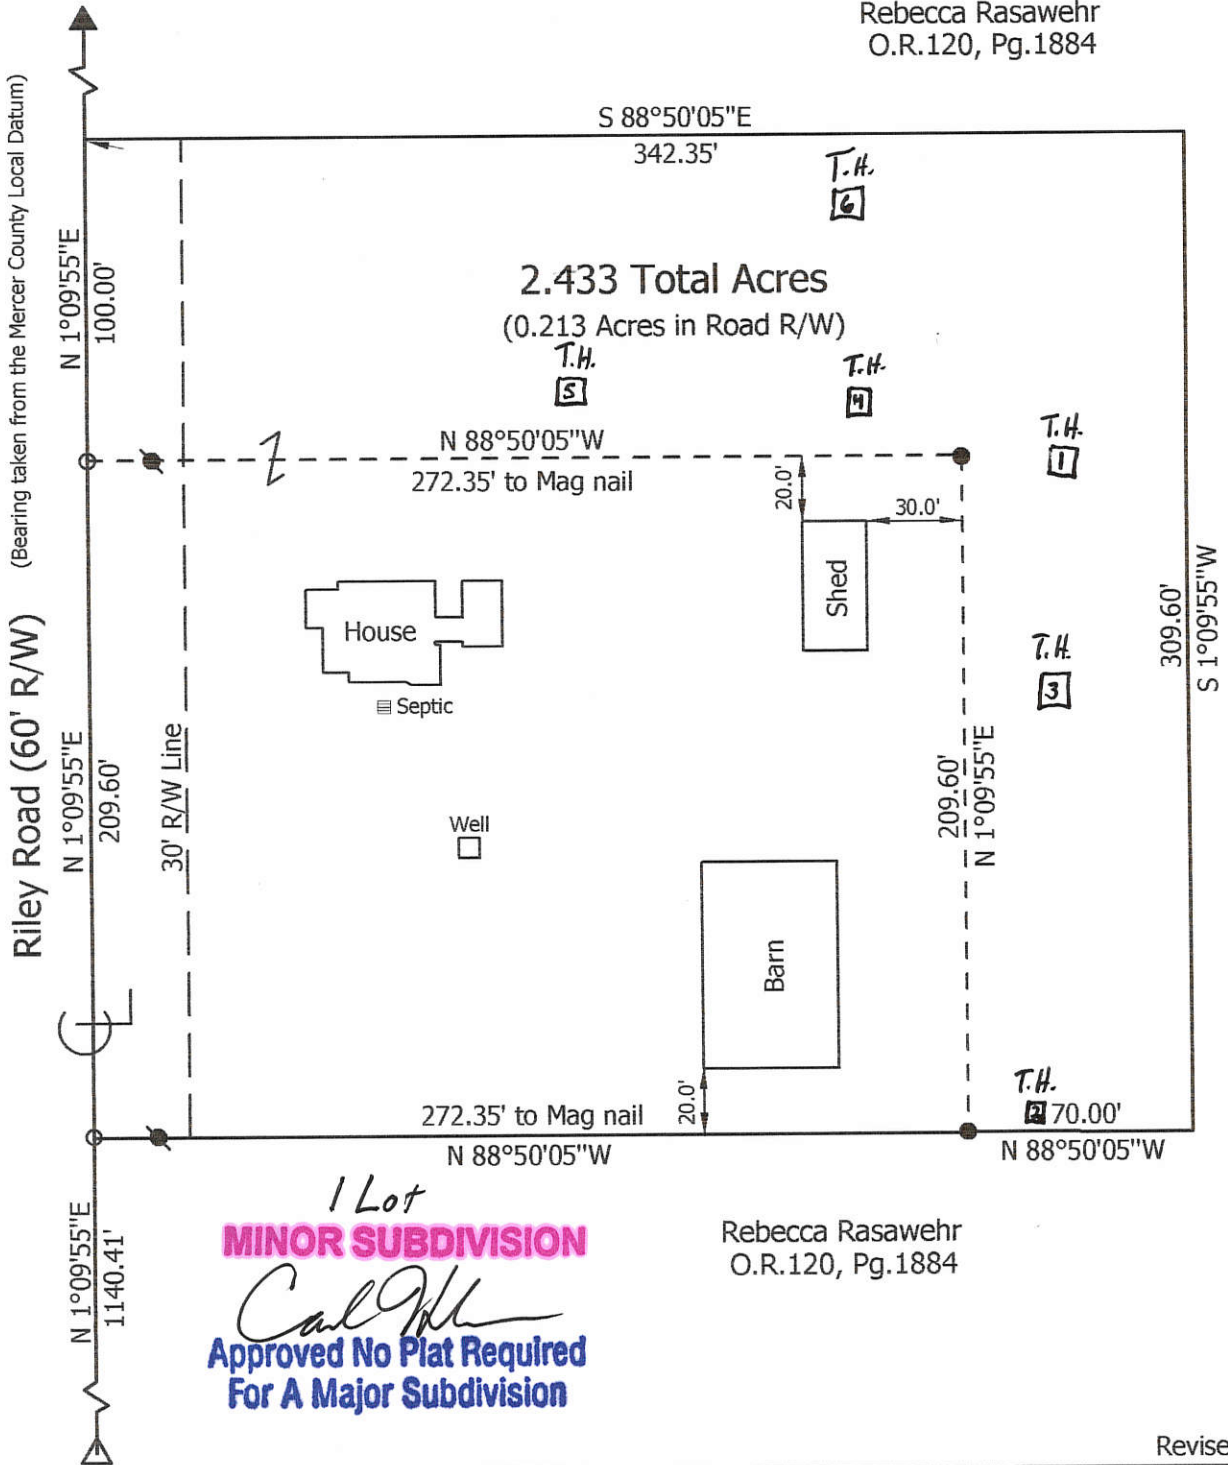 Rebecca Rasawehr
O.R.120, Pg.1884
(Bearing taken from the Mercer County Local Datum)
S 88°50'05"E
342.35'
T.H.
6
N 1°09'55"E
100.00'
2.433 Total Acres
(0.213 Acres in Road R/W)
T.H.
5
T.H.
4
T.H.
1
N 88°50'05"W
272.35' to Mag nail
20.0'
30.0'
Shed
House
Septic
T.H.
3
309.60'
S 1°09'55"W
Riley Road (60' R/W)
N 1°09'55"E
209.60'
30' R/W Line
209.60'
N 1°09'55"E
Well
Barn
20.0'
T.H.
2
70.00'
272.35' to Mag nail
N 88°50'05"W
N 88°50'05"W
1 Lot
MINOR SUBDIVISION
Approved No Plat Required
For A Major Subdivision
Rebecca Rasawehr
O.R.120, Pg.1884
N 1°09'55"E
1140.41'
Revise